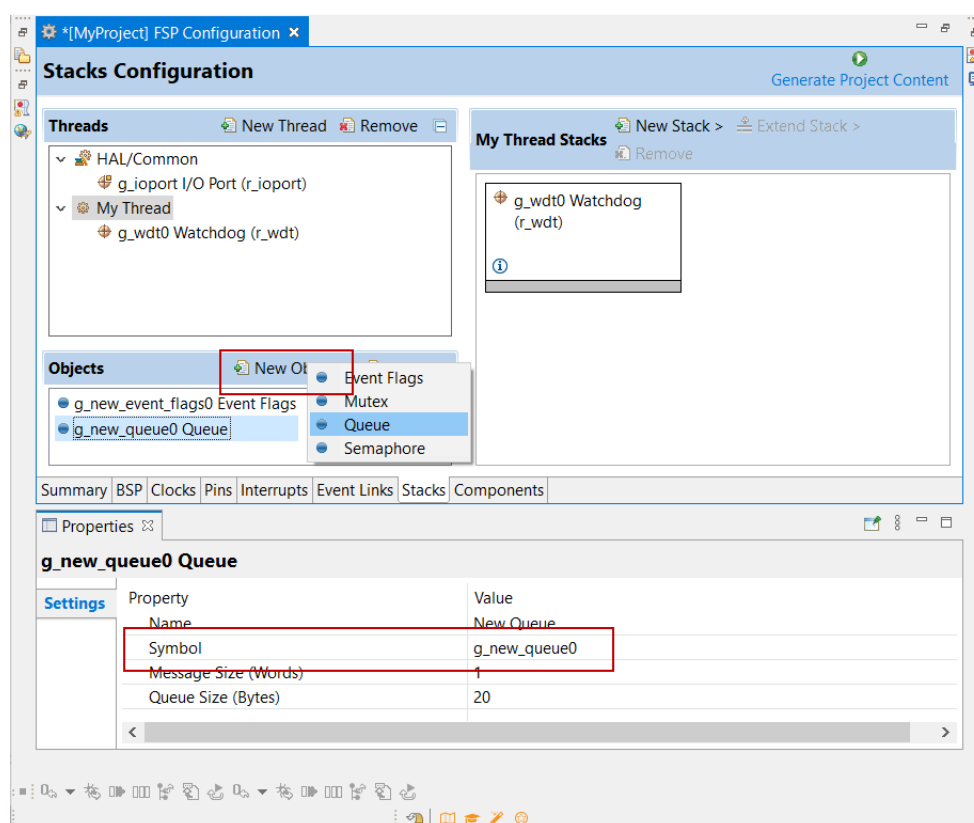 *[MyProject] FSP Configuration
Stacks Configuration
Generate Project Content
Threads
New Thread
Remove
HAL/Common
g_ioport I/O Port (r_ioport)
My Thread
g_wdt0 Watchdog (r_wdt)
My Thread Stacks
New Stack >
Extend Stack >
Remove
g_wdt0 Watchdog
(r_wdt)
Objects
New Ob
g_new_event_flags0 Event Flags
g_new_queue0 Queue
Event Flags
Mutex
Queue
Semaphore
Summary BSP Clocks Pins Interrupts Event Links Stacks Components
Properties
g_new_queue0 Queue
Settings
Property Value
Name New Queue
Symbol g_new_queue0
Message Size (Words) 1
Queue Size (Bytes) 20